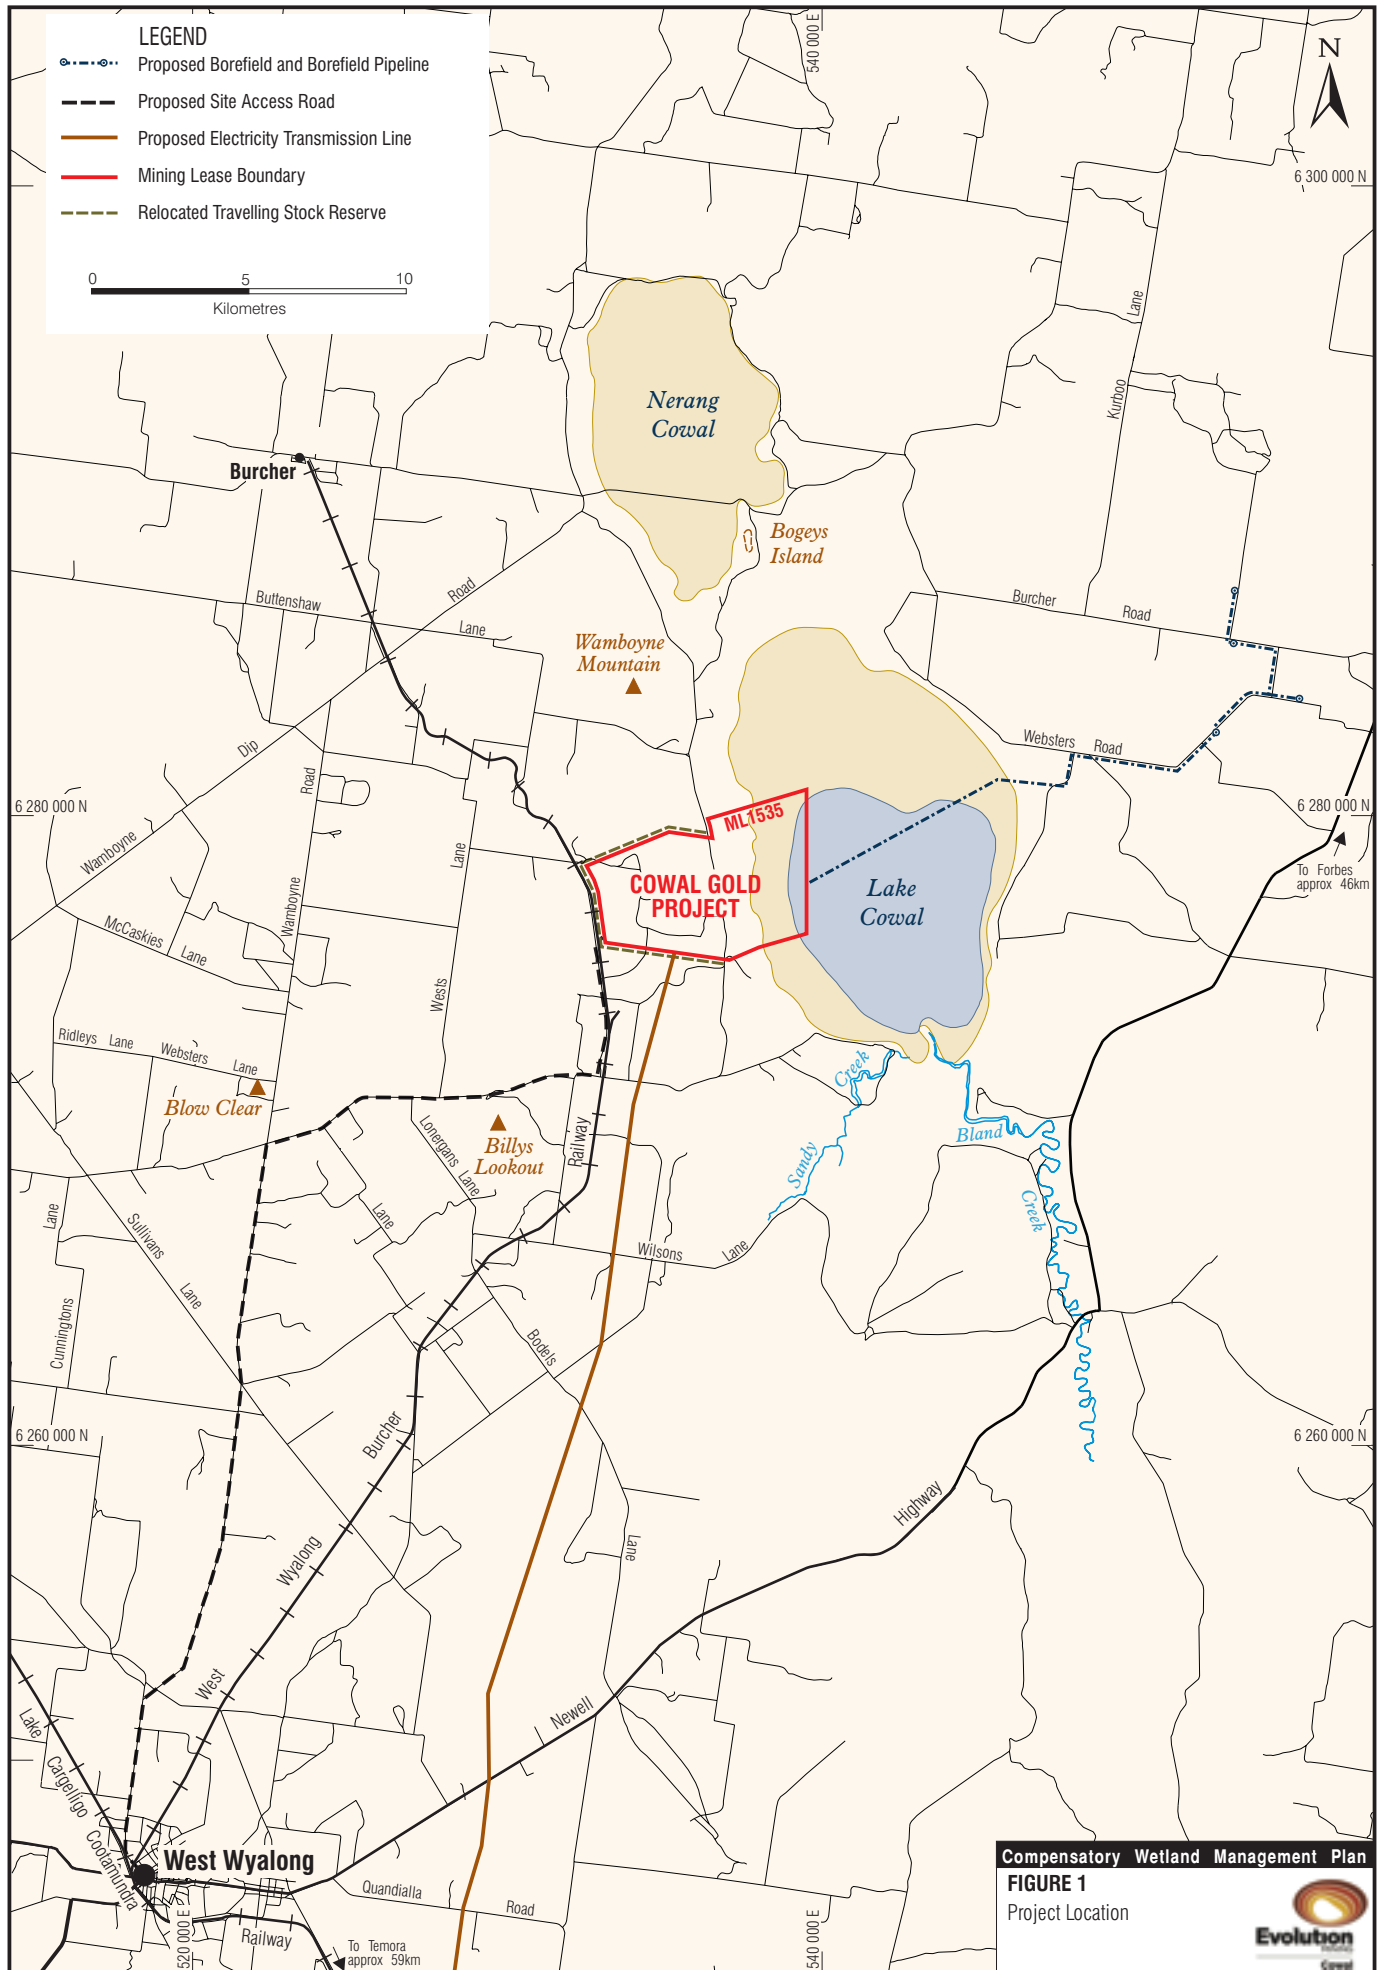 LEGEND
Proposed Borefield and Borefield Pipeline
Proposed Site Access Road
Proposed Electricity Transmission Line
Mining Lease Boundary
Relocated Travelling Stock Reserve
0 5 10
Kilometres
540 000 E
N
6 300 000 N
Lane
Kurboo
Nerang
Cowal
Burcher
Bogeys
Island
Buttenshaw
Road
Lane
Burcher Road
Wamboyne
Mountain
Dip
Websters Road
Road
6 280 000 N
6 280 000 N
ML1535
Wamboyne
Lane
To Forbes
approx 46km
COWAL GOLD
PROJECT
Lake
Cowal
Wamboyne
McCaskies
Lane
Wests
Ridleys Lane
Websters Lane
Creek
Blow Clear
Lonergans
Lane
Billys
Lookout
Railway
Bland
Sandy
Creek
Lane
Sullivans
Lane
Lane
Wilsons
Lane
Cunningtons
Bodels
Burcher
6 260 000 N
6 260 000 N
Highway
Wyalong
Lane
West
Newell
Lake
Cargelligo
Cootamundra
West Wyalong
Quandialla
Road
Railway
520 000 E
To Temora
approx 59km
540 000 E
Compensatory Wetland Management Plan
FIGURE 1
Project Location
Evolution
Cowal